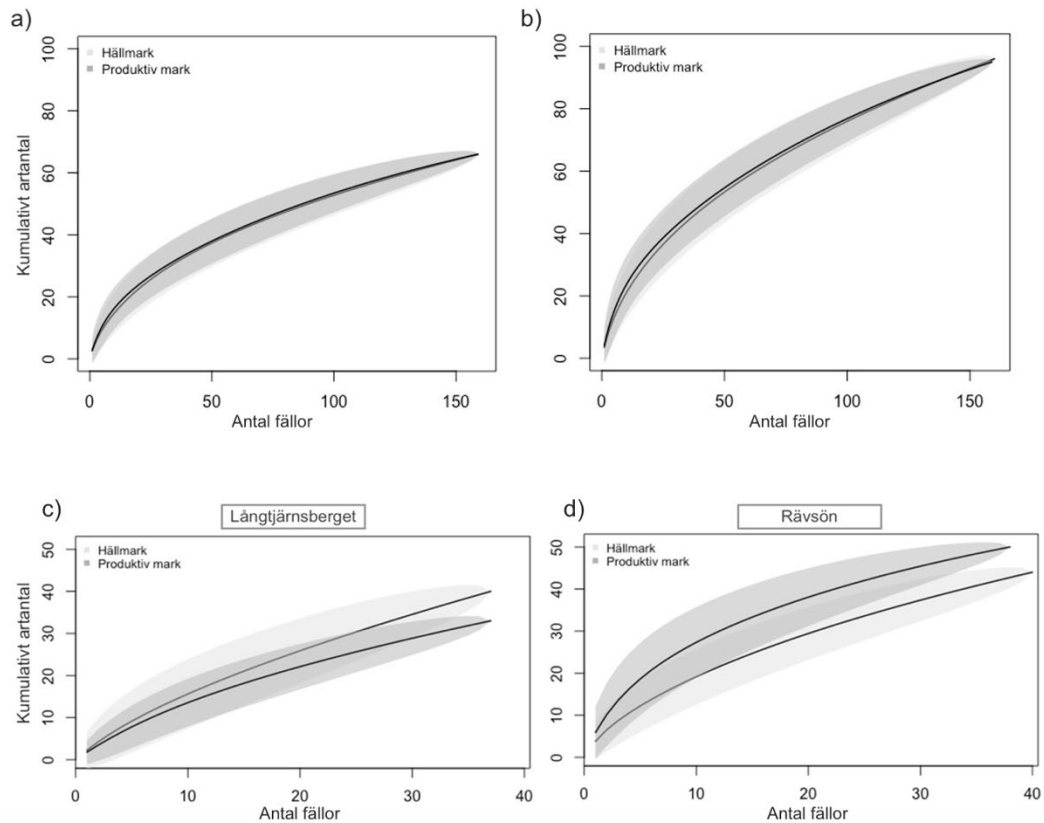 a)
Hällmark
Produktiv mark
100
80
60
40
20
0
Kumulativt artantal
0 50 100 150
Antal fällor
b)
Hällmark
Produktiv mark
100
80
60
40
20
0
0 50 100 150
Antal fällor
c)
Långtjärnsberget
Hällmark
Produktiv mark
50
40
30
20
10
0
Kumulativt artantal
0 10 20 30 40
Antal fällor
d)
Rävsön
Hällmark
Produktiv mark
50
40
30
20
10
0
0 10 20 30 40
Antal fällor